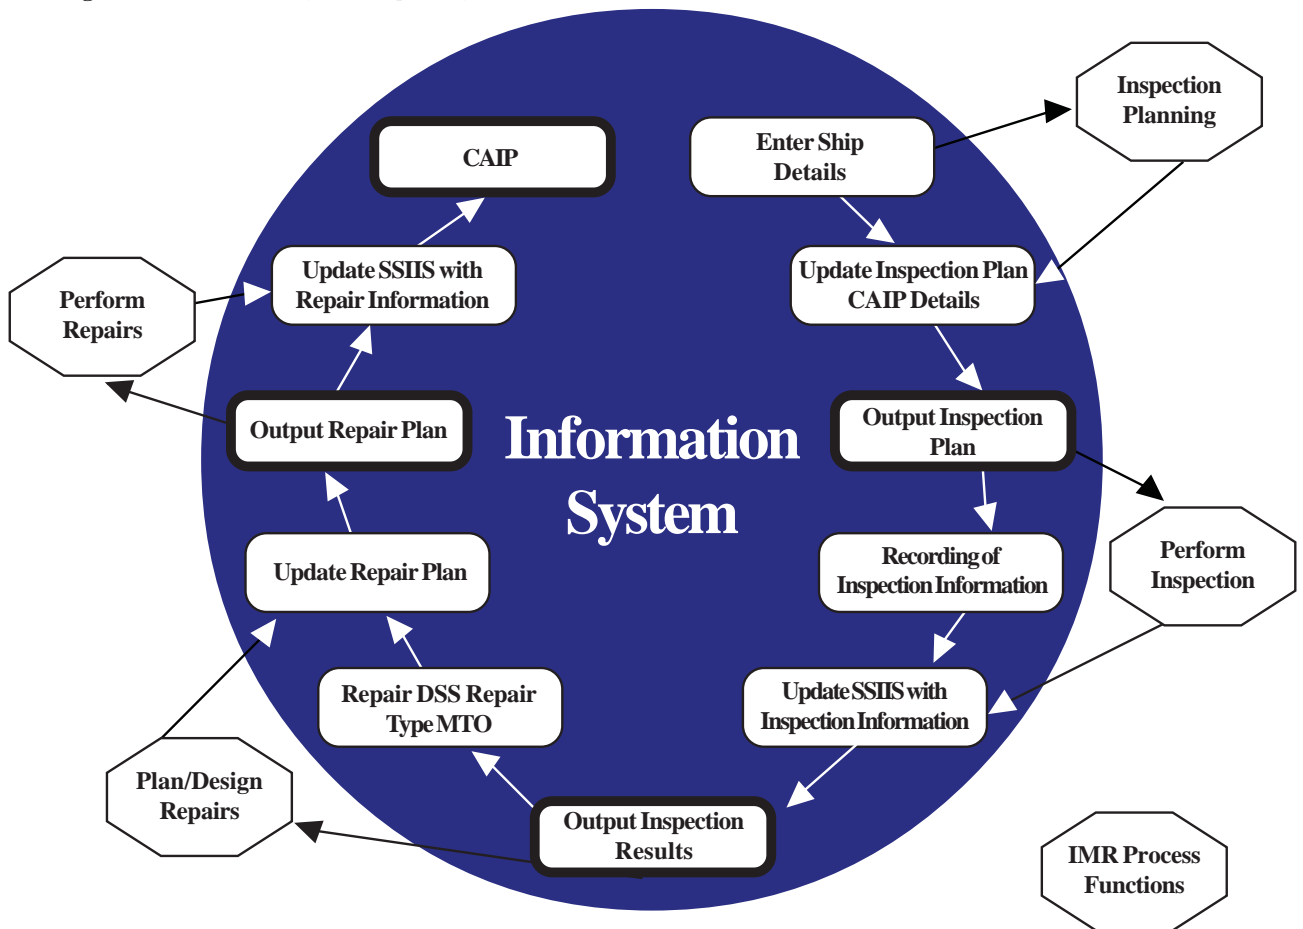 Inspection
Planning
Enter Ship
Details
CAIP
Update Inspection Plan
CAIP Details
Update SSIIS with
Repair Information
Perform
Repairs
Output Inspection
Plan
Output Repair Plan
Information
System
Recording of
Inspection Information
Perform
Inspection
Update Repair Plan
Update SSIIS with
Inspection Information
Repair DSS Repair
Type MTO
Plan/Design
Repairs
Output Inspection
Results
IMR Process
Functions